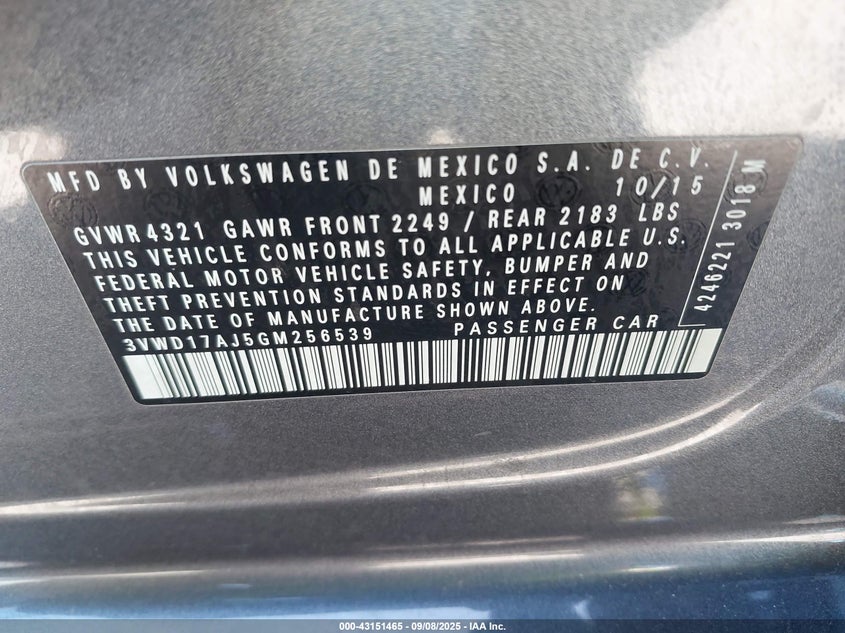 MFD BY VOLKSWAGEN DE MEXICO S.A. DE C.V.
MEXICO 10/15
GVWR 4321 GAWR FRONT 2249 / REAR 2183 LBS
THIS VEHICLE CONFORMS TO ALL APPLICABLE U.S.
FEDERAL MOTOR VEHICLE SAFETY, BUMPER AND
THEFT PREVENTION STANDARDS IN EFFECT ON
THE DATE OF MANUFACTURE SHOWN ABOVE.
3VWD17AJ5GM256539 PASSENGER CAR
4246221 3018 M
000-43151465 - 09/08/2025 - IAA Inc.